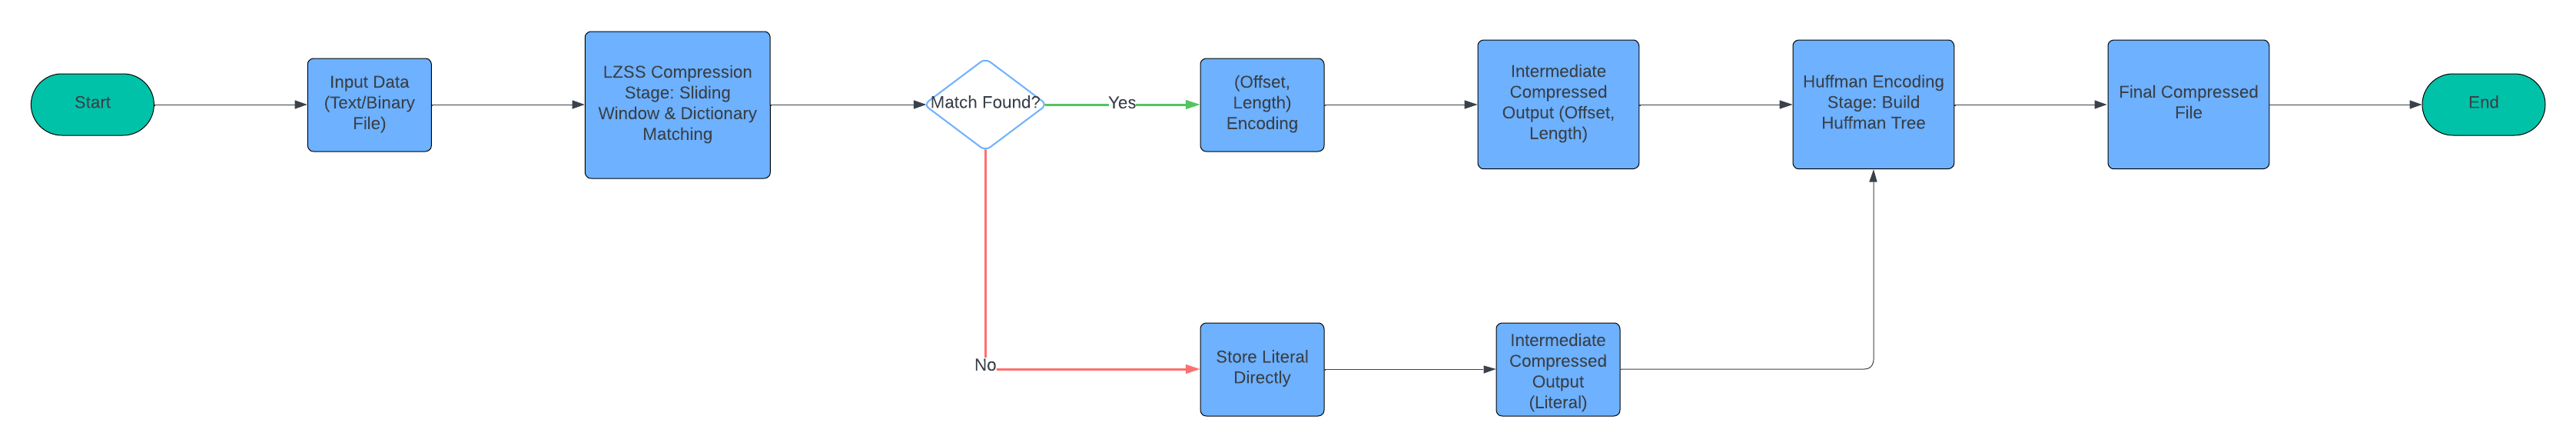 Start
Input Data
(Text/Binary
File)
LZSS Compression
Stage: Sliding
Window & Dictionary
Matching
Match Found?
Yes
(Offset,
Length)
Encoding
Intermediate
Compressed
Output (Offset,
Length)
Huffman Encoding
Stage: Build
Huffman Tree
Final Compressed
File
End
No
Store Literal
Directly
Intermediate
Compressed
Output
(Literal)